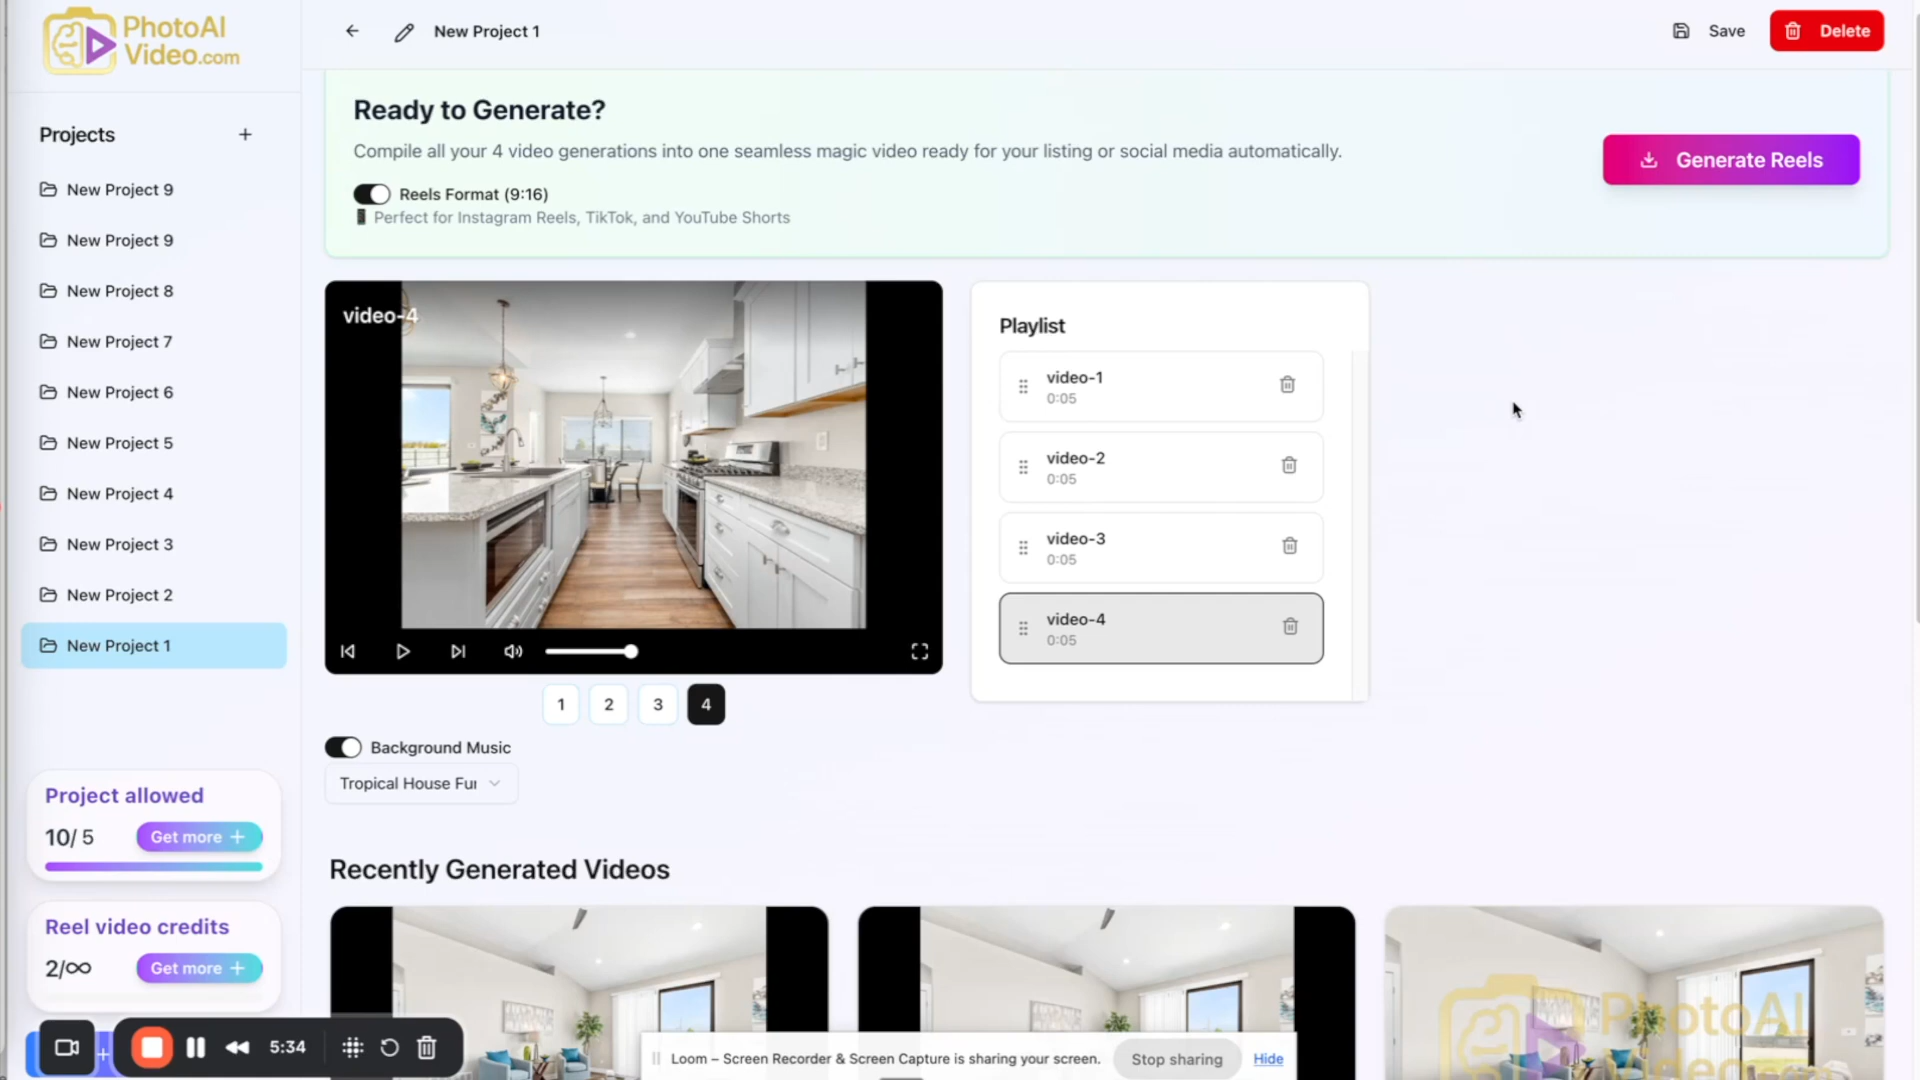 PhotoAI
Video.com
New Project 1
Save
Delete
Projects
+
New Project 9
New Project 9
New Project 8
New Project 7
New Project 6
New Project 5
New Project 4
New Project 3
New Project 2
New Project 1
Ready to Generate?
Compile all your 4 video generations into one seamless magic video ready for your listing or social media automatically.
Reels Format (9:16)
Perfect for Instagram Reels, TikTok, and YouTube Shorts
Generate Reels
video-4
1
2
3
4
Playlist
video-1
0:05
video-2
0:05
video-3
0:05
video-4
0:05
Background Music
Tropical House Fur
Project allowed
10/ 5
Get more +
Reel video credits
2/∞
Get more +
Recently Generated Videos
PhotoAI
Video.com
5:34
Loom – Screen Recorder & Screen Capture is sharing your screen.
Stop sharing
Hide